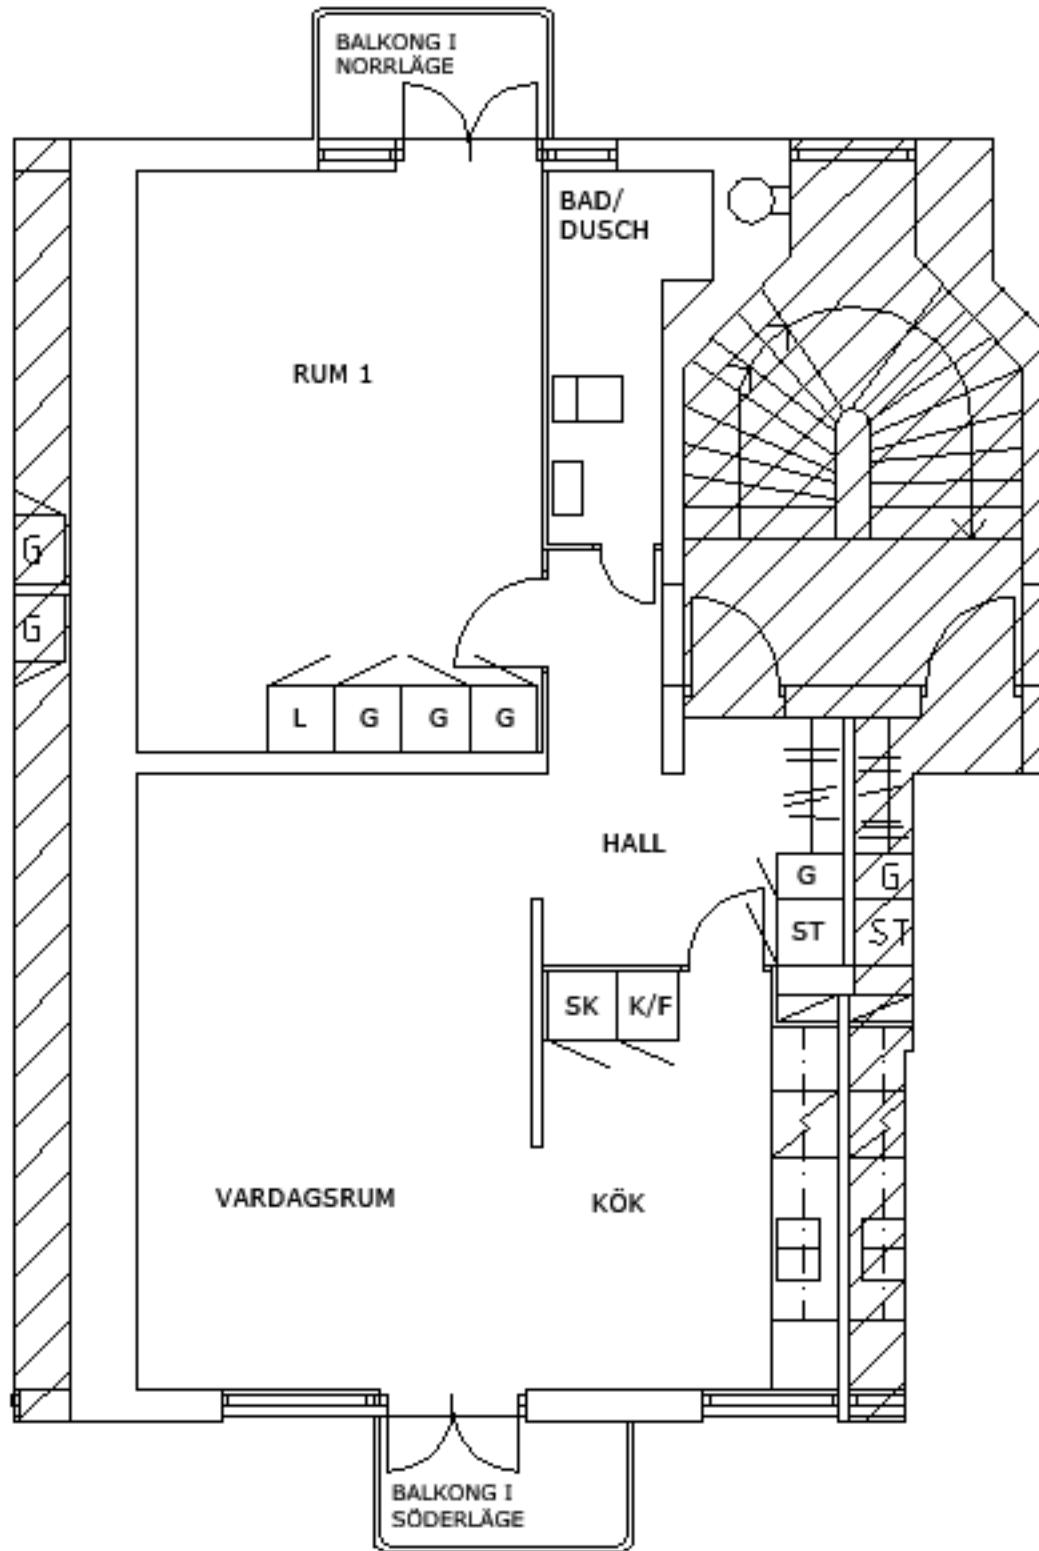 BALKONG I
NORRLÄGE
BAD/
DUSCH
RUM 1
G
G
L G G G
HALL
G G
ST ST
SK K/F
VARDAGSRUM KÖK
BALKONG I
SÖDERLÄGE